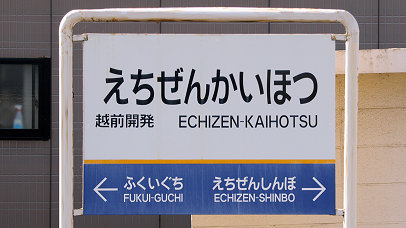 えちぜんかいほつ
越前開発 ECHIZEN-KAIHOTSU
← ふくいぐち えちぜんしんぼ →
FUKUI-GUCHI ECHIZEN-SHINBO